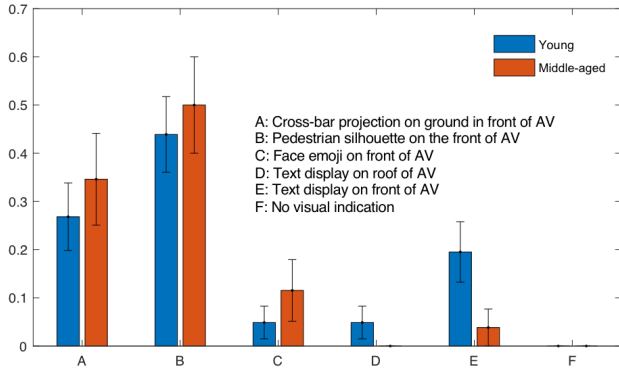 0.7
0.6
0.5
0.4
0.3
0.2
0.1
0
Young
Middle-aged
A: Cross-bar projection on ground in front of AV
B: Pedestrian silhouette on the front of AV
C: Face emoji on front of AV
D: Text display on roof of AV
E: Text display on front of AV
F: No visual indication
A B C D E F